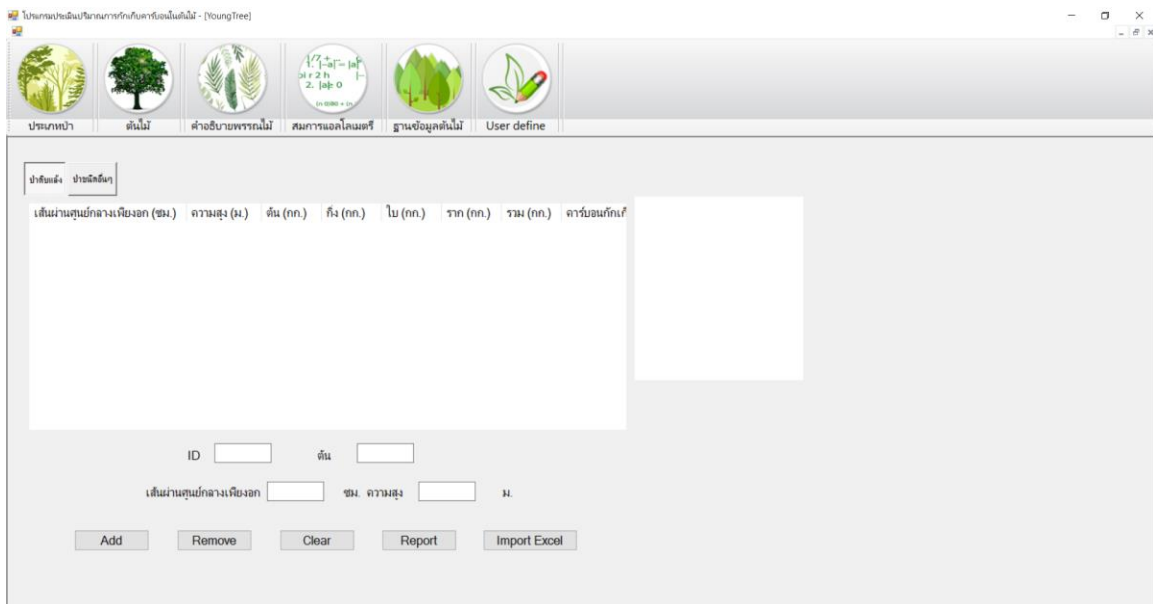 โปรแกรมประเมินปริมาณการกักเก็บคาร์บอนในต้นไม้ - [YoungTree]
ประเภทป่า ต้นไม้ คำอธิบายพรรณไม้ สมการแอลโลเมตรี ฐานข้อมูลต้นไม้ User define
ป่าดิบแล้ง ป่าชนิดอื่นๆ
เส้นผ่านศูนย์กลางเพียงอก (ซม.) ความสูง (ม.) ต้น (กก.) กิ่ง (กก.) ใบ (กก.) ราก (กก.) รวม (กก.) คาร์บอนกักเก็
ID ต้น
เส้นผ่านศูนย์กลางเพียงอก ซม. ความสูง ม.
Add Remove Clear Report Import Excel